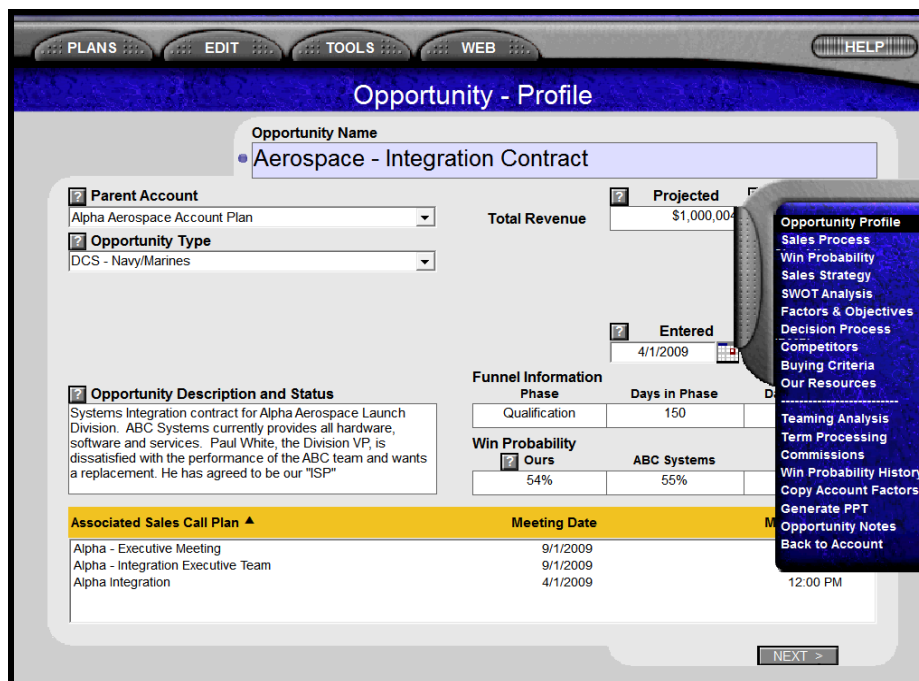 PLANS
EDIT
TOOLS
WEB
HELP
Opportunity - Profile
Opportunity Name
Aerospace - Integration Contract
? Parent Account
Alpha Aerospace Account Plan
? Opportunity Type
DCS - Navy/Marines
Total Revenue
? Projected
$1,000,004
? Entered
4/1/2009
? Opportunity Description and Status
Systems Integration contract for Alpha Aerospace Launch
Division. ABC Systems currently provides all hardware,
software and services. Paul White, the Division VP, is
dissatisfied with the performance of the ABC team and wants
a replacement. He has agreed to be our "ISP"
Funnel Information
Phase Days in Phase
Qualification 150
Win Probability
? Ours ABC Systems
54% 55%
Associated Sales Call Plan Meeting Date
Alpha - Executive Meeting 9/1/2009
Alpha - Integration Executive Team 9/1/2009
Alpha Integration 4/1/2009 12:00 PM
Opportunity Profile
Sales Process
Win Probability
Sales Strategy
SWOT Analysis
Factors & Objectives
Decision Process
Competitors
Buying Criteria
Our Resources
--------------------------
Teaming Analysis
Term Processing
Commissions
Win Probability History
Copy Account Factors
Generate PPT
Opportunity Notes
Back to Account
NEXT >